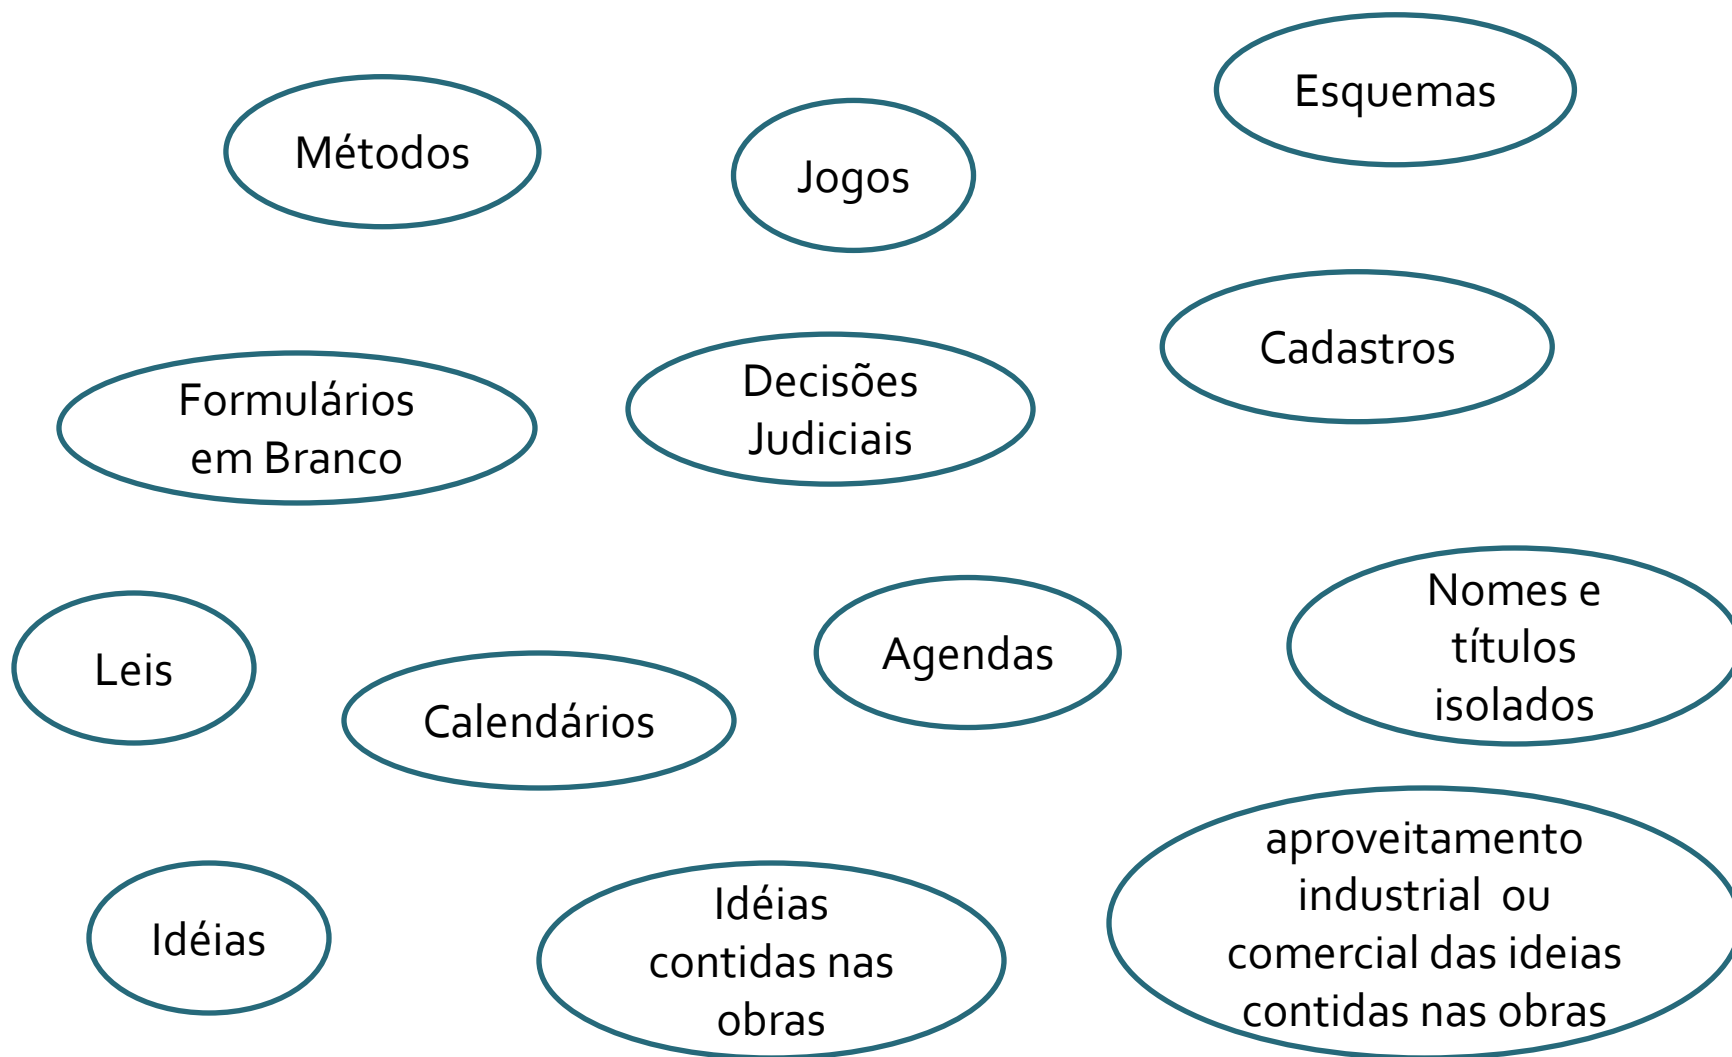 Métodos
Jogos
Esquemas
Formulários
em Branco
Decisões
Judiciais
Cadastros
Leis
Calendários
Agendas
Nomes e
títulos
isolados
Idéias
Idéias
contidas nas
obras
aproveitamento
industrial ou
comercial das ideias
contidas nas obras